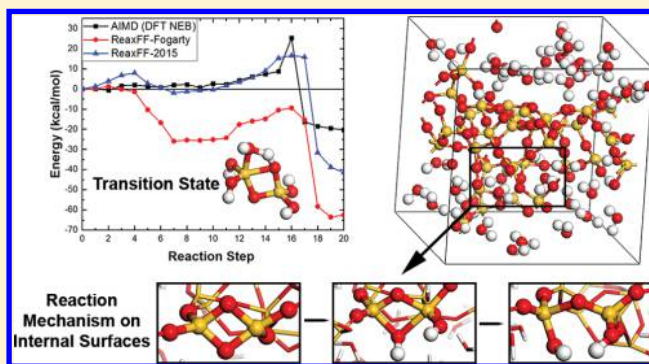 AIMD (DFT NEB)
ReaxFF-Fogarty
ReaxFF-2015
Energy (kcal/mol)
30
20
10
0
-10
-20
-30
-40
-50
-60
-70
Transition State
0 2 4 6 8 10 12 14 16 18 20
Reaction Step
Reaction
Mechanism on
Internal Surfaces